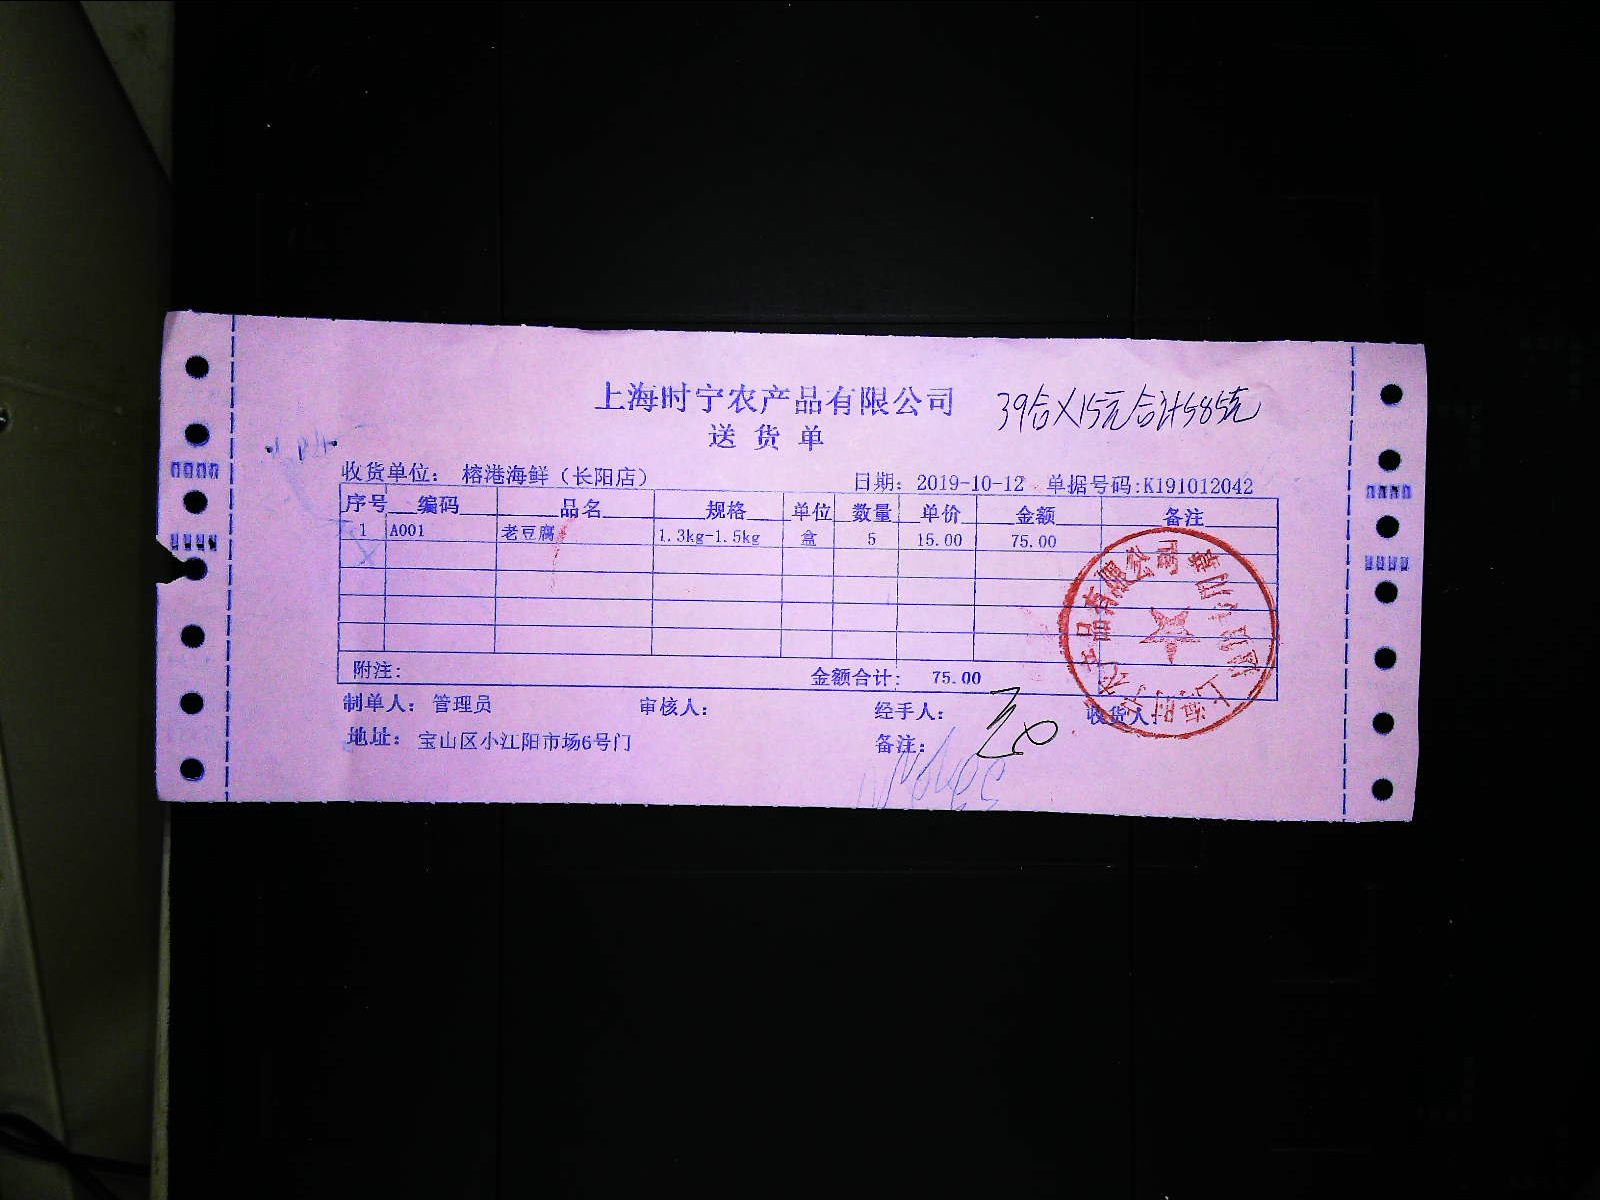 上海时宁农产品有限公司
39合X15元合计585元
送货单
收货单位： 榕港海鲜（长阳店） 日期： 2019-10-12 单据号码:K191012042
序号 编码 品名 规格 单位 数量 单价 金额 备注
1 A001 老豆腐 1.3kg-1.5kg 盒 5 15.00 75.00
附注: 金额合计: 75.00
制单人： 管理员 审核人: 经手人: 收货人:
地址： 宝山区小江阳市场6号门 备注: